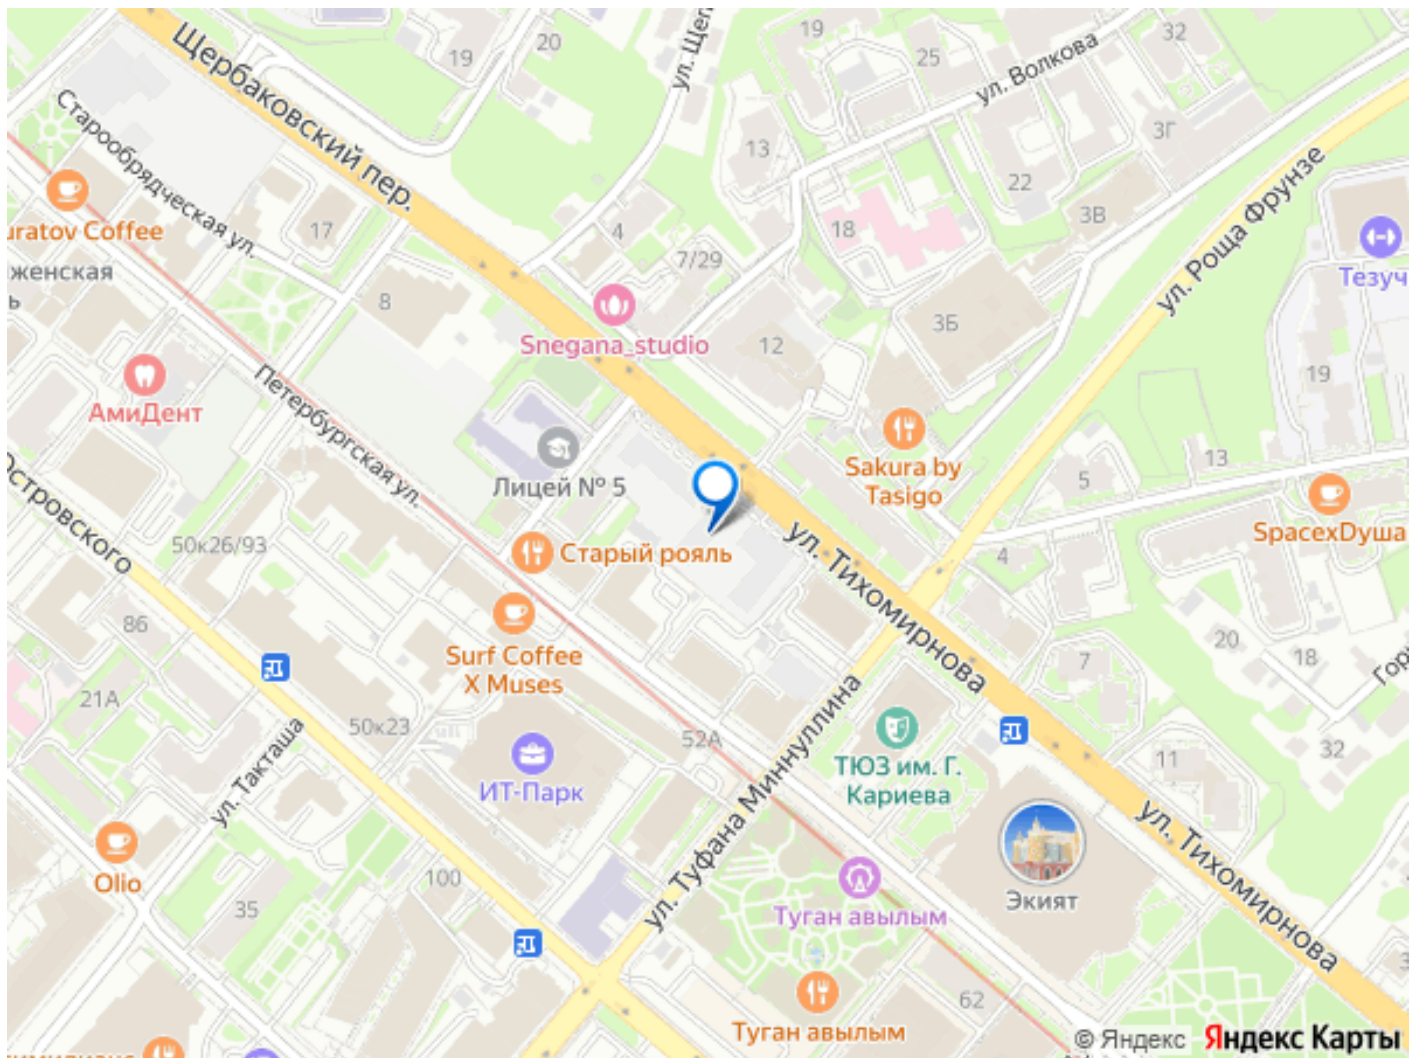 19
20
ул. Щег
19
25
32
ул. Волкова
Щербаковский пер.
Старообрядческая ул.
13
3Г
22
ул. Роща Фрунзе
uratov Coffee
17
4
18
3В
7/29
женская
ь
8
Тезуч
3Б
Snegana_studio
12
АмиДент
Петербургская ул.
19
Лицей № 5
Sakura by
Tasigo
5
13
SpacexДуша
Островского
50к26/93
Старый рояль
ул. Тихомирнова
4
86
Surf Coffee
X Muses
20
18
7
Гор
21А
50к23
52А
ул. Такташа
ИТ-Парк
ТЮЗ им. Г.
Кариева
11
32
ул. Туфана Миннуллина
ул. Тихомирнова
Olio
100
35
Экият
Туган авылым
62
Туган авылым
© Яндекс Яндекс Карты